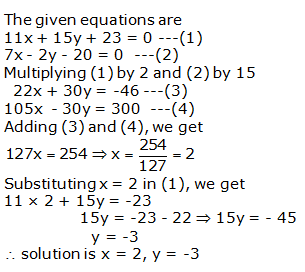 The given equations are
11x + 15y + 23 = 0 ---(1)
7x - 2y - 20 = 0 ---(2)
Multiplying (1) by 2 and (2) by 15
22x + 30y = -46 ---(3)
105x - 30y = 300 ---(4)
Adding (3) and (4), we get
127x = 254 ⇒ x = 254/127 = 2
Substituting x = 2 in (1), we get
11 × 2 + 15y = -23
15y = -23 - 22 ⇒ 15y = - 45
y = -3
∴ solution is x = 2, y = -3